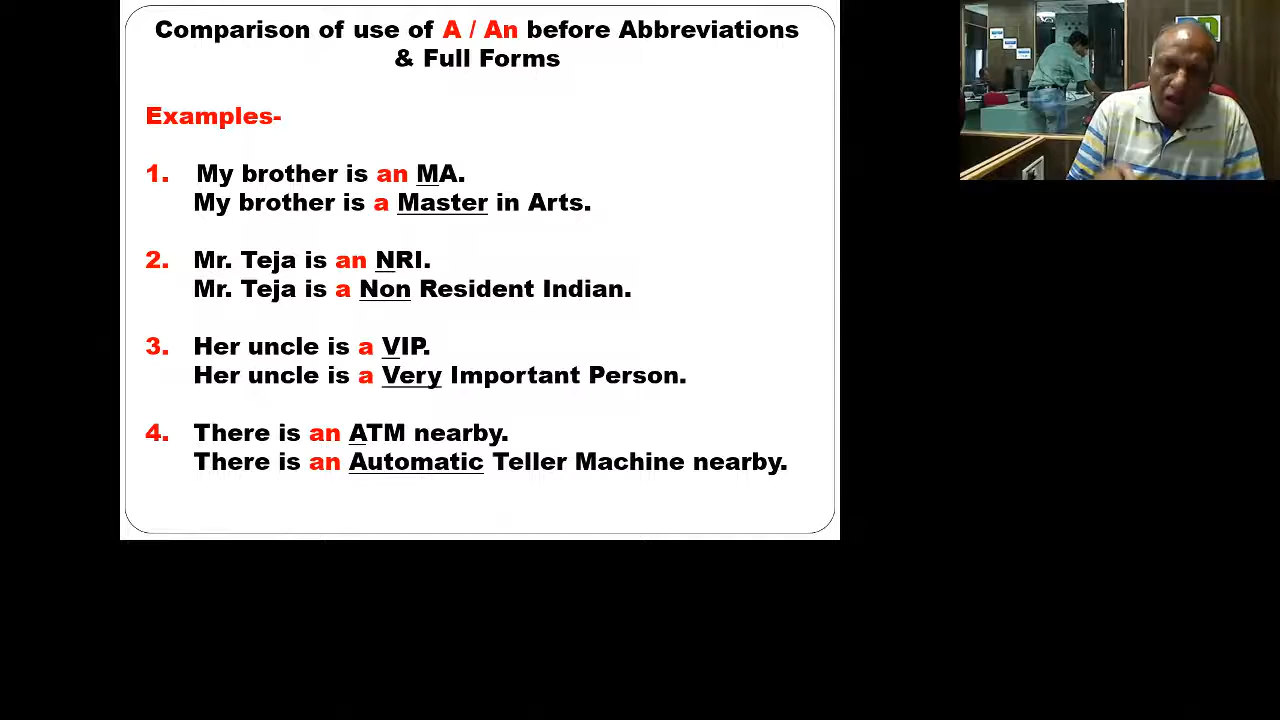 Comparison of use of A / An before Abbreviations
& Full Forms
Examples-
1. My brother is an MA.
My brother is a Master in Arts.
2. Mr. Teja is an NRI.
Mr. Teja is a Non Resident Indian.
3. Her uncle is a VIP.
Her uncle is a Very Important Person.
4. There is an ATM nearby.
There is an Automatic Teller Machine nearby.